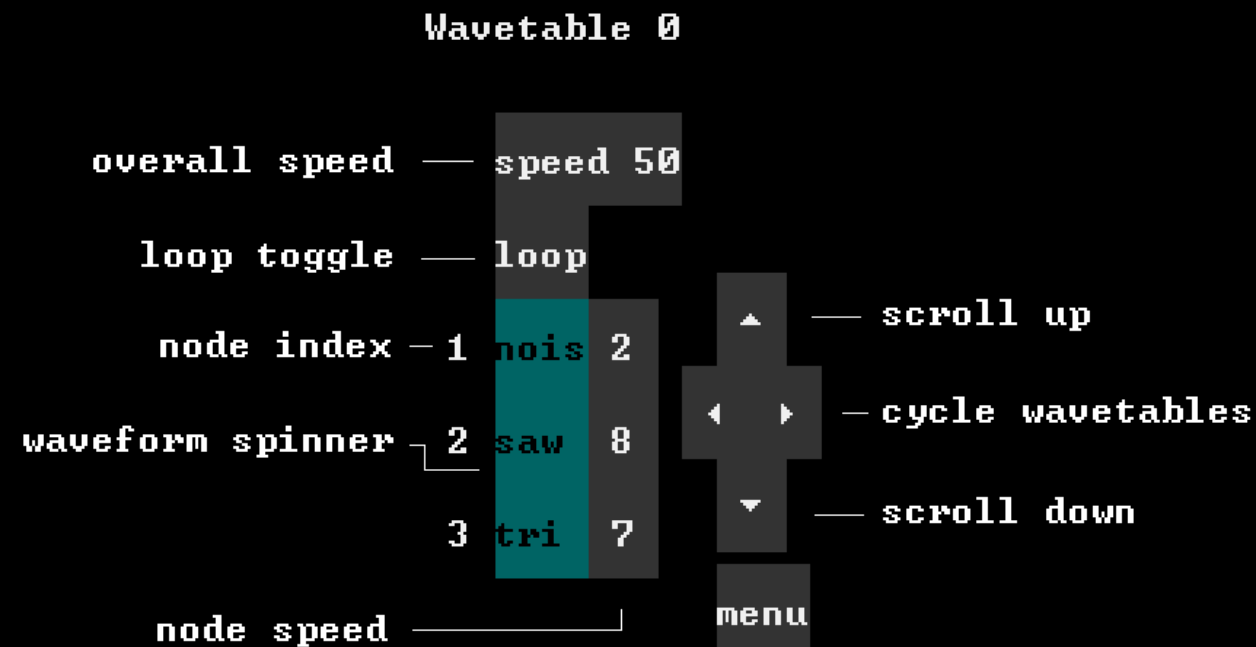 Wavetable 0
overall speed speed 50
loop toggle loop
scroll up
node index 1 nois 2
cycle wavetables
waveform spinner 2 saw 8
scroll down
3 tri 7
menu
node speed